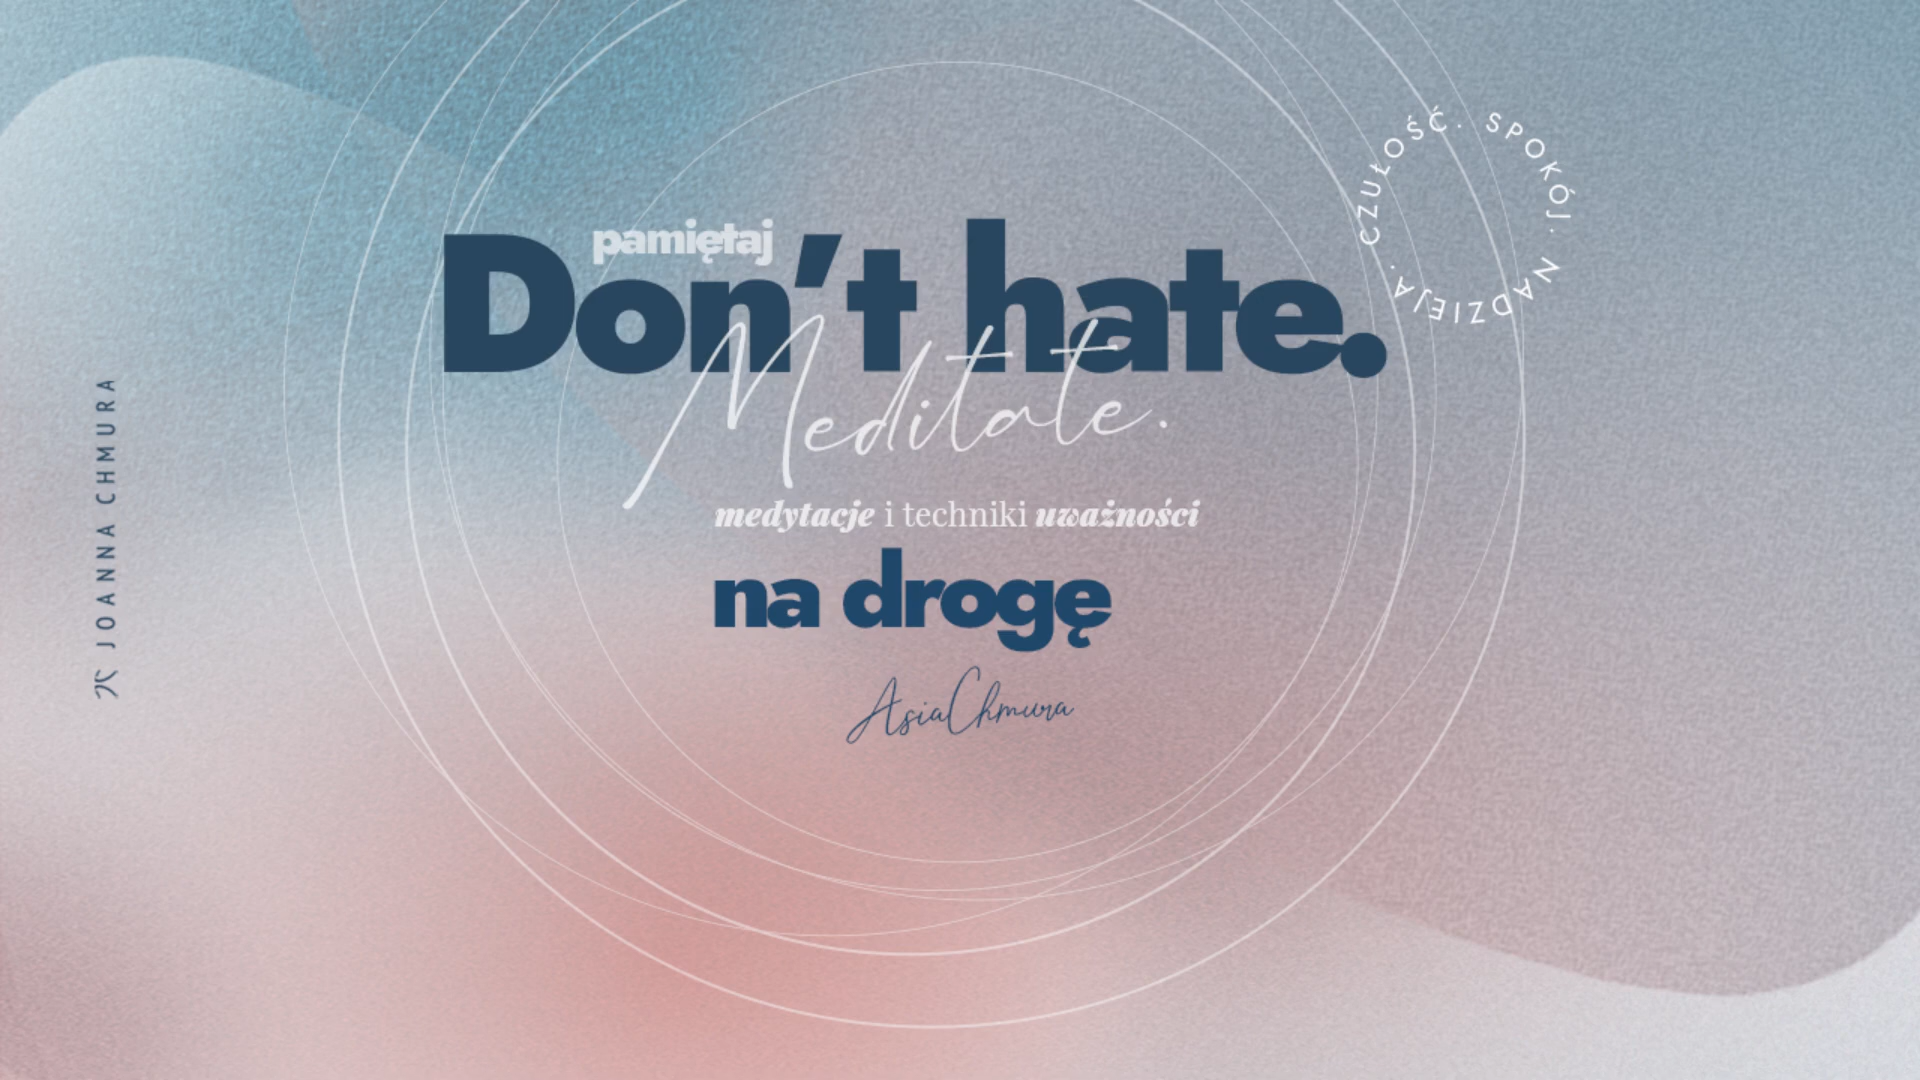 pamiętaj
Don't hate.
Meditate.
medytacje i techniki uważności
na drogę
AsiaChmura
CZUŁOŚĆ. SPOKÓJ. NADZIEJA.
JOANNA CHMURA